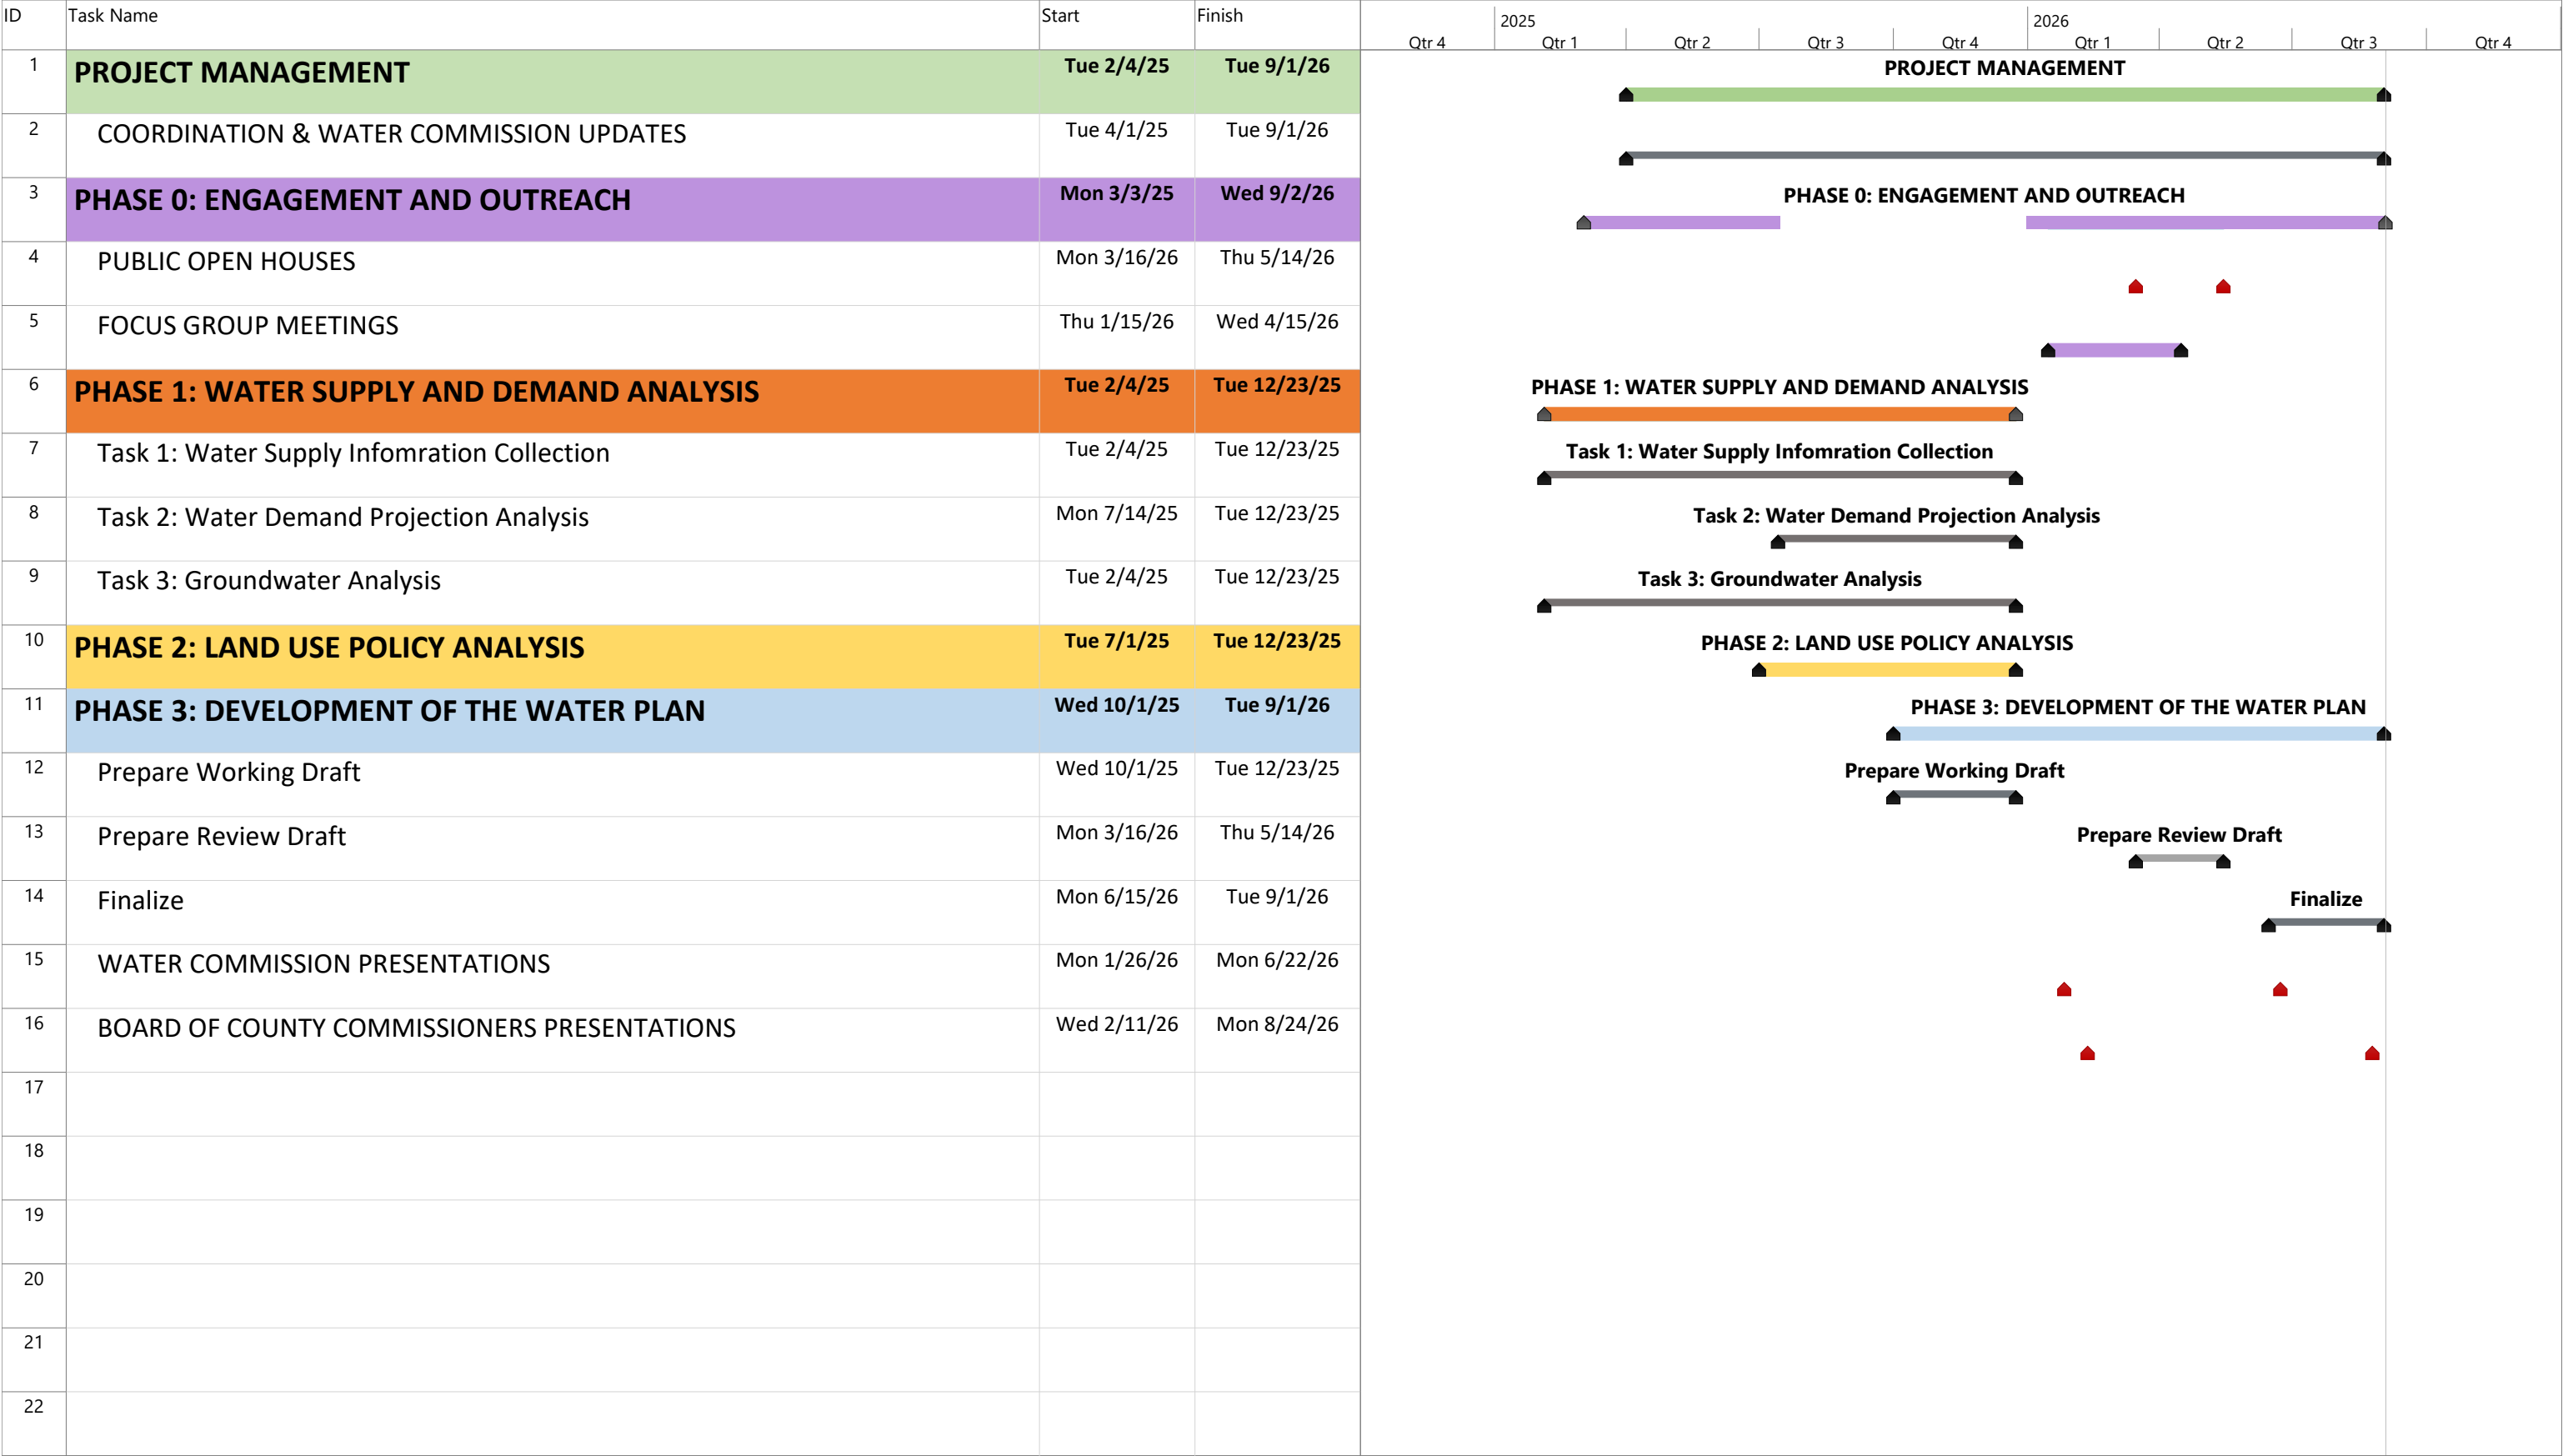 ID Task Name Start Finish 2025 2026
Qtr 4 Qtr 1 Qtr 2 Qtr 3 Qtr 4 Qtr 1 Qtr 2 Qtr 3 Qtr 4
1 PROJECT MANAGEMENT Tue 2/4/25 Tue 9/1/26 PROJECT MANAGEMENT
2 COORDINATION & WATER COMMISSION UPDATES Tue 4/1/25 Tue 9/1/26
3 PHASE 0: ENGAGEMENT AND OUTREACH Mon 3/3/25 Wed 9/2/26 PHASE 0: ENGAGEMENT AND OUTREACH
4 PUBLIC OPEN HOUSES Mon 3/16/26 Thu 5/14/26
5 FOCUS GROUP MEETINGS Thu 1/15/26 Wed 4/15/26
6 PHASE 1: WATER SUPPLY AND DEMAND ANALYSIS Tue 2/4/25 Tue 12/23/25 PHASE 1: WATER SUPPLY AND DEMAND ANALYSIS
7 Task 1: Water Supply Infomration Collection Tue 2/4/25 Tue 12/23/25 Task 1: Water Supply Infomration Collection
8 Task 2: Water Demand Projection Analysis Mon 7/14/25 Tue 12/23/25 Task 2: Water Demand Projection Analysis
9 Task 3: Groundwater Analysis Tue 2/4/25 Tue 12/23/25 Task 3: Groundwater Analysis
10 PHASE 2: LAND USE POLICY ANALYSIS Tue 7/1/25 Tue 12/23/25 PHASE 2: LAND USE POLICY ANALYSIS
11 PHASE 3: DEVELOPMENT OF THE WATER PLAN Wed 10/1/25 Tue 9/1/26 PHASE 3: DEVELOPMENT OF THE WATER PLAN
12 Prepare Working Draft Wed 10/1/25 Tue 12/23/25 Prepare Working Draft
13 Prepare Review Draft Mon 3/16/26 Thu 5/14/26 Prepare Review Draft
14 Finalize Mon 6/15/26 Tue 9/1/26 Finalize
15 WATER COMMISSION PRESENTATIONS Mon 1/26/26 Mon 6/22/26
16 BOARD OF COUNTY COMMISSIONERS PRESENTATIONS Wed 2/11/26 Mon 8/24/26
17
18
19
20
21
22